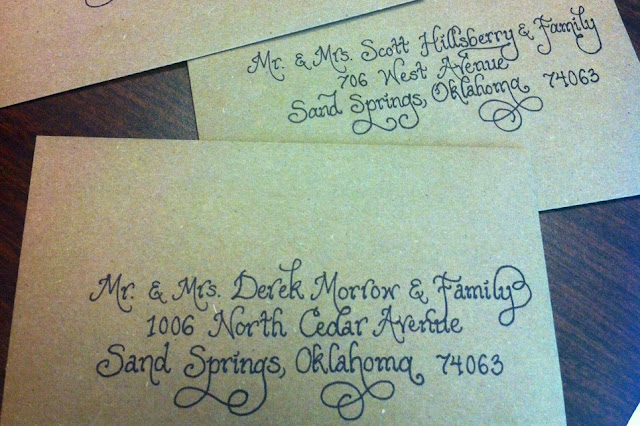 Mr. & Mrs. Scott Hillsberry & Family
706 West Avenue
Sand Springs, Oklahoma 74063
Mr. & Mrs. Derek Morrow & Family
1006 North Cedar Avenue
Sand Springs, Oklahoma 74063